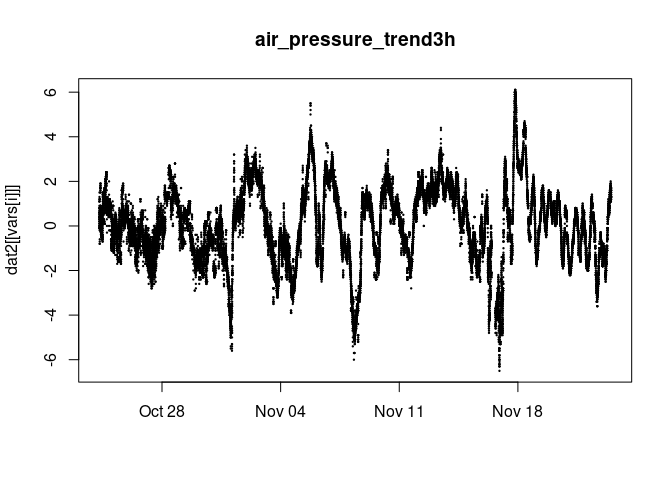 air_pressure_trend3h
dat2[[vars[i]]]
6
4
2
0
-2
-4
-6
Oct 28
Nov 04
Nov 11
Nov 18